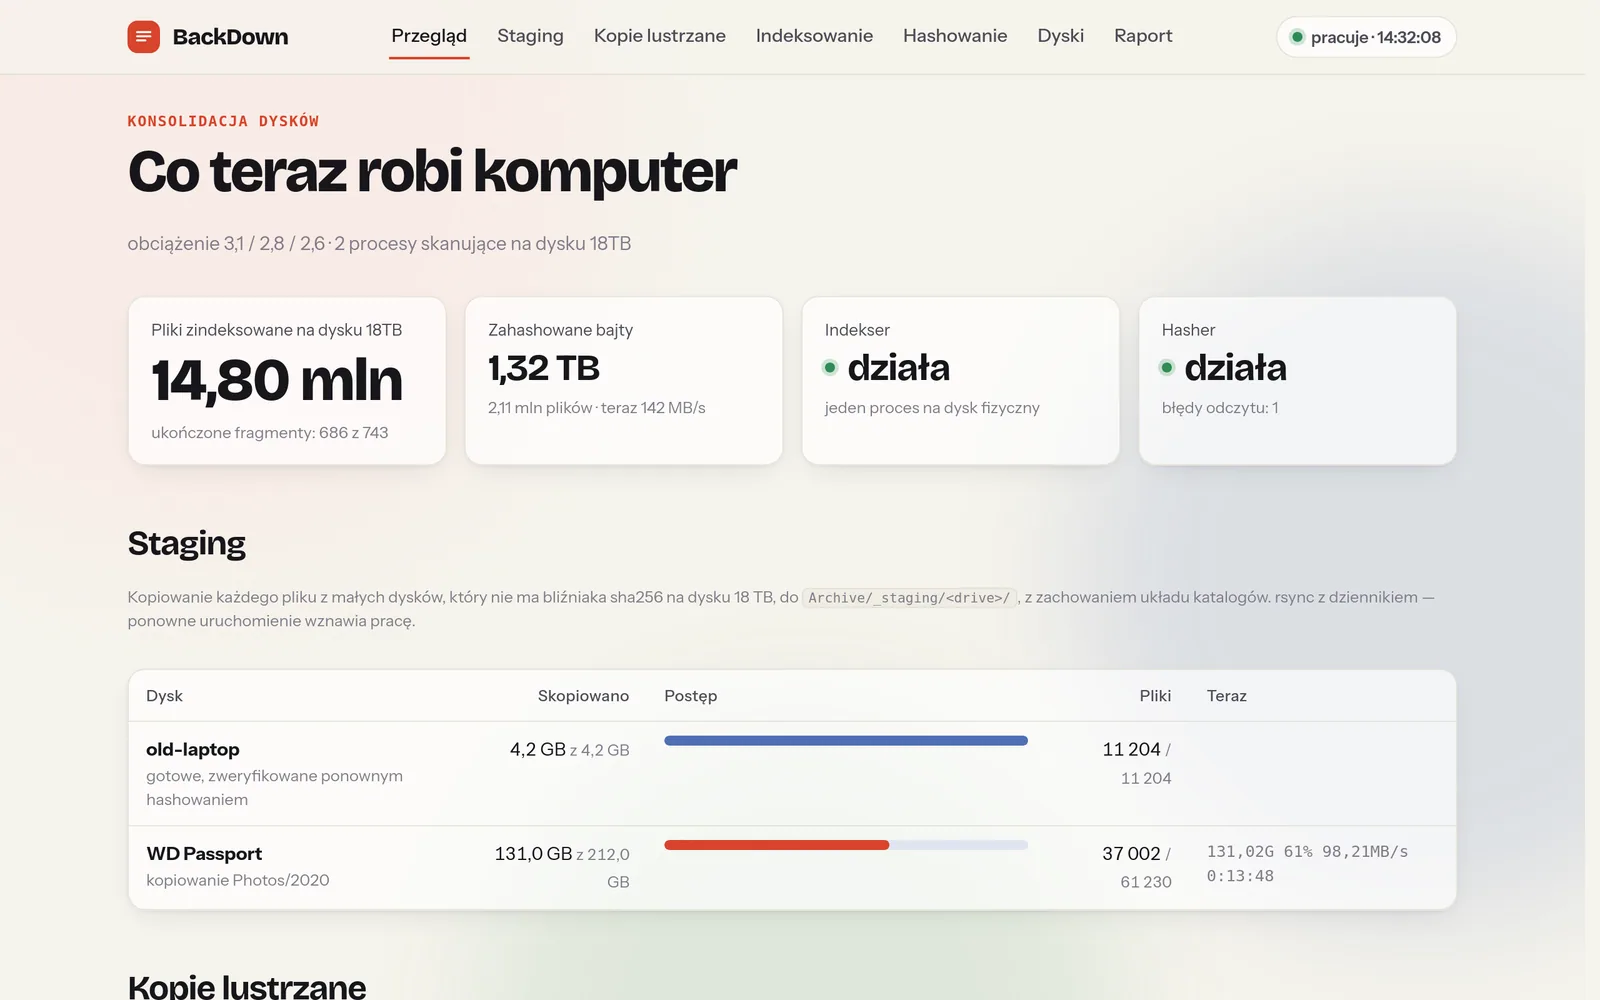 BackDown
Przegląd
Staging
Kopie lustrzane
Indeksowanie
Hashowanie
Dyski
Raport
pracuje · 14:32:08
KONSOLIDACJA DYSKÓW
Co teraz robi komputer
obciążenie 3,1 / 2,8 / 2,6 · 2 procesy skanujące na dysku 18TB
Pliki zindeksowane na dysku 18TB
14,80 mln
ukończone fragmenty: 686 z 743
Zahashowane bajty
1,32 TB
2,11 mln plików · teraz 142 MB/s
Indekser
działa
jeden proces na dysk fizyczny
Hasher
działa
błędy odczytu: 1
Staging
Kopiowanie każdego pliku z małych dysków, który nie ma bliźniaka sha256 na dysku 18 TB, do Archive/_staging/<drive>/, z zachowaniem układu katalogów. rsync z dziennikiem —
ponowne uruchomienie wznawia pracę.
Dysk
Skopiowano
Postęp
Pliki
Teraz
old-laptop
gotowe, zweryfikowane ponownym
hashowaniem
4,2 GB z 4,2 GB
11 204 /
11 204
WD Passport
kopiowanie Photos/2020
131,0 GB z 212,0
GB
37 002 /
61 230
131,02G 61% 98,21MB/s
0:13:48
Kopie lustrzane